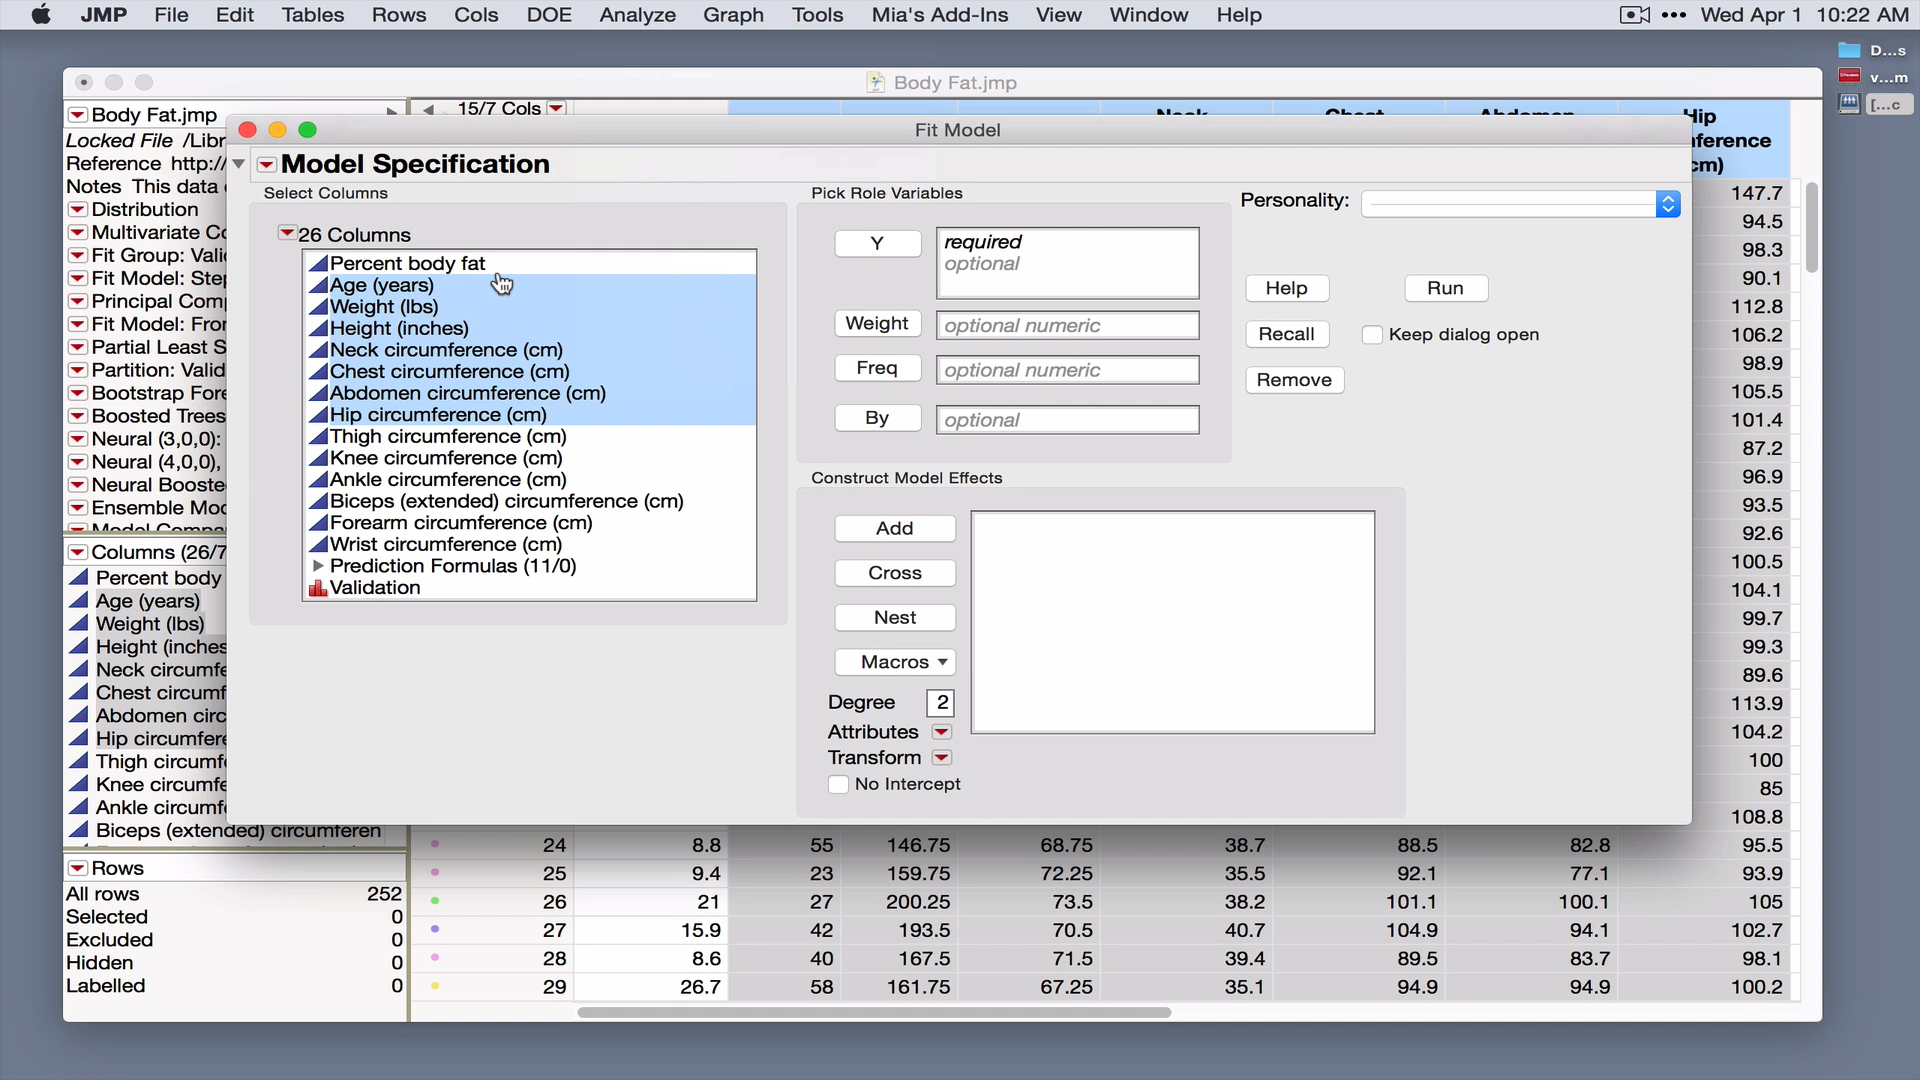 JMP File Edit Tables Rows Cols DOE Analyze Graph Tools Mia's Add-Ins View Window Help Wed Apr 1 10:22 AM
D...s
v...m
[...c
Body Fat.jmp
Body Fat.jmp
Locked File /Libr
Reference http://
Notes This data
Distribution
Multivariate Co
Fit Group: Valid
Fit Model: Step
Principal Comp
Fit Model: Fron
Partial Least S
Partition: Valid
Bootstrap Fore
Boosted Trees
Neural (3,0,0):
Neural (4,0,0),
Neural Booste
Ensemble Mod
Model Compa
Columns (26/7
Percent body
Age (years)
Weight (lbs)
Height (inches
Neck circumfe
Chest circumf
Abdomen circ
Hip circumfere
Thigh circumfe
Knee circumfe
Ankle circumfe
Biceps (extended) circumferen
Rows
All rows 252
Selected 0
Excluded 0
Hidden 0
Labelled 0
15/7 Cols
Neck Chest Abdomen Hip
ference
cm)
147.7
94.5
98.3
90.1
112.8
106.2
98.9
105.5
101.4
87.2
96.9
93.5
92.6
100.5
104.1
99.7
99.3
89.6
113.9
104.2
100
85
108.8
24 8.8 55 146.75 68.75 38.7 88.5 82.8 95.5
25 9.4 23 159.75 72.25 35.5 92.1 77.1 93.9
26 21 27 200.25 73.5 38.2 101.1 100.1 105
27 15.9 42 193.5 70.5 40.7 104.9 94.1 102.7
28 8.6 40 167.5 71.5 39.4 89.5 83.7 98.1
29 26.7 58 161.75 67.25 35.1 94.9 94.9 100.2
Fit Model
Model Specification
Select Columns
26 Columns
Percent body fat
Age (years)
Weight (lbs)
Height (inches)
Neck circumference (cm)
Chest circumference (cm)
Abdomen circumference (cm)
Hip circumference (cm)
Thigh circumference (cm)
Knee circumference (cm)
Ankle circumference (cm)
Biceps (extended) circumference (cm)
Forearm circumference (cm)
Wrist circumference (cm)
Prediction Formulas (11/0)
Validation
Pick Role Variables
Y required
optional
Weight optional numeric
Freq optional numeric
By optional
Personality:
Help Run
Recall Keep dialog open
Remove
Construct Model Effects
Add
Cross
Nest
Macros
Degree 2
Attributes
Transform
No Intercept